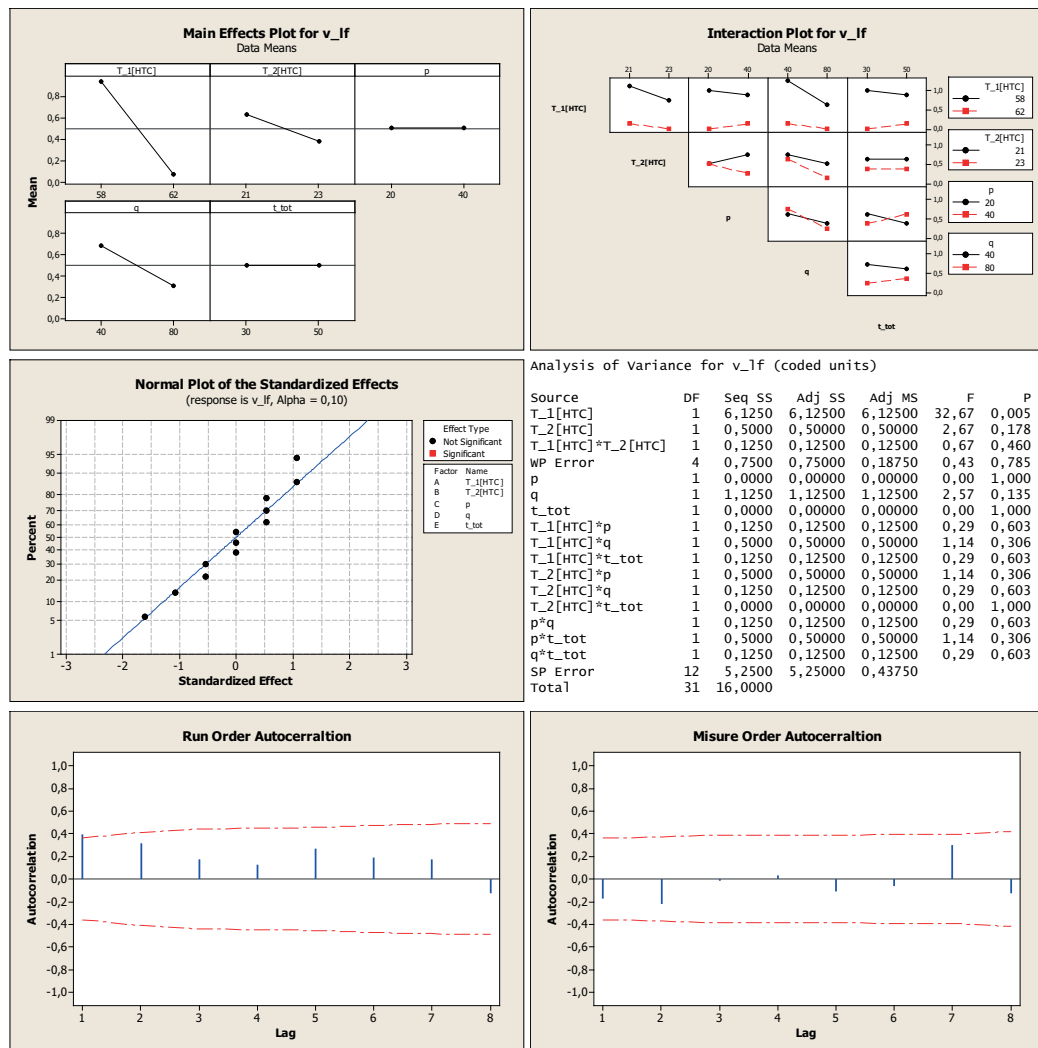 Main Effects Plot for v_lf
Data Means
T_1[HTC] T_2[HTC] p
0,8
0,6
0,4
0,2
0,0
58 62 21 23 20 40
q t_tot
0,8
0,6
0,4
0,2
0,0
40 80 30 50
Mean
Interaction Plot for v_lf
Data Means
21 23 20 40 40 80 30 50
T_1[HTC]
1,0
0,5
0,0
T_1[HTC]
58
62
T_2[HTC]
1,0
0,5
0,0
T_2[HTC]
21
23
p
1,0
0,5
0,0
p
20
40
q
1,0
0,5
0,0
q
40
80
t_tot
Normal Plot of the Standardized Effects
(response is v_lf, Alpha = 0,10)
99
95
90
80
70
60
50
40
30
20
10
5
1
Percent
-3 -2 -1 0 1 2 3
Standardized Effect
Effect Type
Not Significant
Significant
Factor Name
A T_1[HTC]
B T_2[HTC]
C p
D q
E t_tot
Analysis of Variance for v_lf (coded units)
Source DF Seq SS Adj SS Adj MS F P
T_1[HTC] 1 6,1250 6,12500 6,12500 32,67 0,005
T_2[HTC] 1 0,5000 0,50000 0,50000 2,67 0,178
T_1[HTC]*T_2[HTC] 1 0,1250 0,12500 0,12500 0,67 0,460
WP Error 4 0,7500 0,75000 0,18750 0,43 0,785
p 1 0,0000 0,00000 0,00000 0,00 1,000
q 1 1,1250 1,12500 1,12500 2,57 0,135
t_tot 1 0,0000 0,00000 0,00000 0,00 1,000
T_1[HTC]*p 1 0,1250 0,12500 0,12500 0,29 0,603
T_1[HTC]*q 1 0,5000 0,50000 0,50000 1,14 0,306
T_1[HTC]*t_tot 1 0,1250 0,12500 0,12500 0,29 0,603
T_2[HTC]*p 1 0,5000 0,50000 0,50000 1,14 0,306
T_2[HTC]*q 1 0,1250 0,12500 0,12500 0,29 0,603
T_2[HTC]*t_tot 1 0,0000 0,00000 0,00000 0,00 1,000
p*q 1 0,1250 0,12500 0,12500 0,29 0,603
p*t_tot 1 0,5000 0,50000 0,50000 1,14 0,306
q*t_tot 1 0,1250 0,12500 0,12500 0,29 0,603
SP Error 12 5,2500 5,25000 0,43750
Total 31 16,0000
Run Order Autocerraltion
1,0
0,8
0,6
0,4
0,2
0,0
-0,2
-0,4
-0,6
-0,8
-1,0
Autocorrelation
1 2 3 4 5 6 7 8
Lag
Misure Order Autocerraltion
1,0
0,8
0,6
0,4
0,2
0,0
-0,2
-0,4
-0,6
-0,8
-1,0
Autocorrelation
1 2 3 4 5 6 7 8
Lag